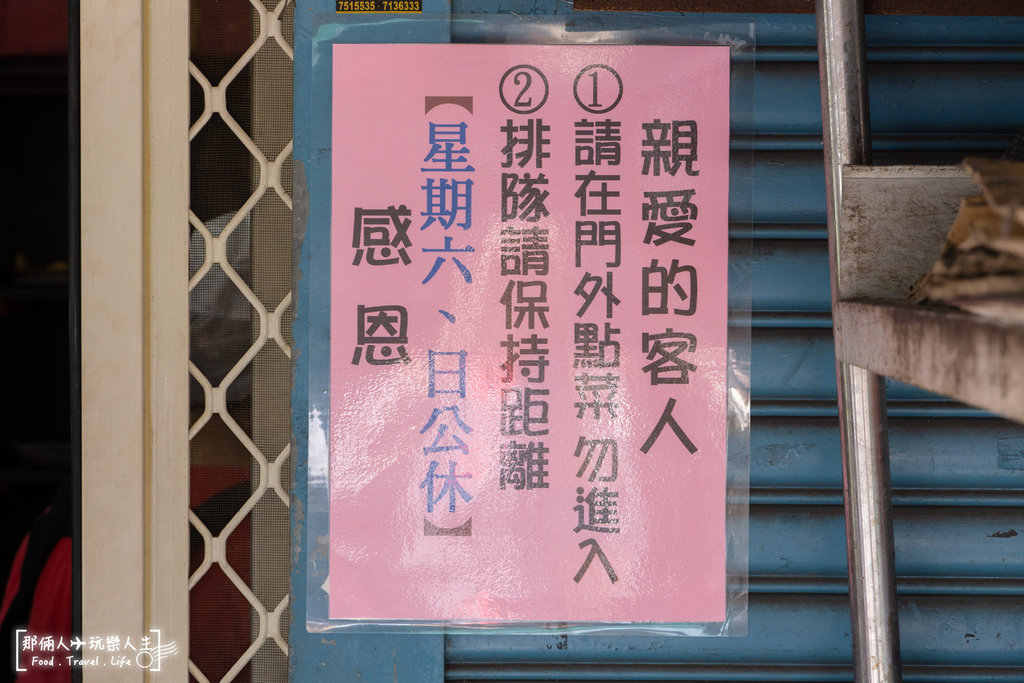 7515535 · 7136333
親愛的客人
①請在門外點菜勿進入
②排隊請保持距離
【星期六、日公休】
感恩
那倆人✈玩樂人生
Food . Travel . Life